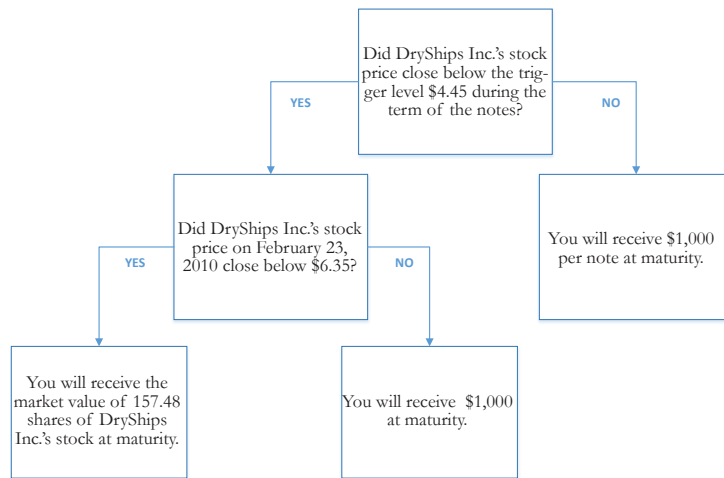 Did DryShips Inc.'s stock
price close below the trig-
ger level $4.45 during the
term of the notes?
YES
NO
Did DryShips Inc.'s stock
price on February 23,
2010 close below $6.35?
You will receive $1,000
per note at maturity.
YES
NO
You will receive the
market value of 157.48
shares of DryShips
Inc.'s stock at maturity.
You will receive $1,000
at maturity.